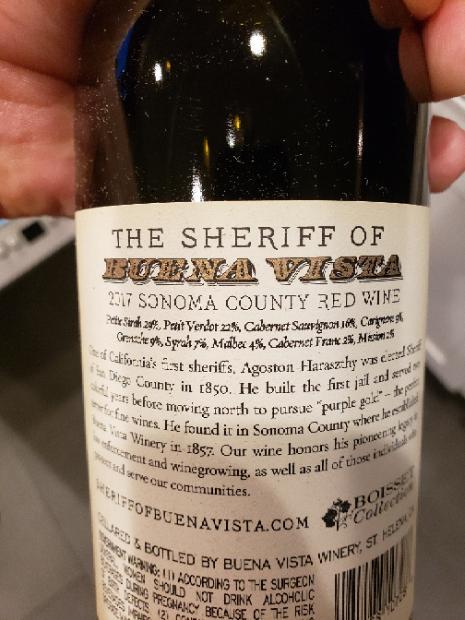 THE SHERIFF OF
BUENA VISTA
2017 SONOMA COUNTY RED WINE
Petite Sirah 29%, Petit Verdot 22%, Cabernet Sauvignon 16%, Carignane 9%,
Grenache 9%, Syrah 7%, Malbec 4%, Cabernet Franc 2%, Mission 2%
One of California's first sheriffs, Agoston Haraszthy was elected Sheriff
of San Diego County in 1850. He built the first jail and served two
colorful years before moving north to pursue "purple gold" – the perfect
for fine wines. He found it in Sonoma County where he established
Buena Vista Winery in 1857. Our wine honors his pioneering legacy in
law enforcement and winegrowing, as well as all of those individuals who
protect and serve our communities.
SHERIFFOFBUENAVISTA.COM
BOISSET
Collection
CELLARED & BOTTLED BY BUENA VISTA WINERY, ST. HELENA, CA
GOVERNMENT WARNING: (1) ACCORDING TO THE SURGEON
WOMEN SHOULD NOT DRINK ALCOHOLIC
DURING PREGNANCY BECAUSE OF THE RISK
DEFECTS. (2)